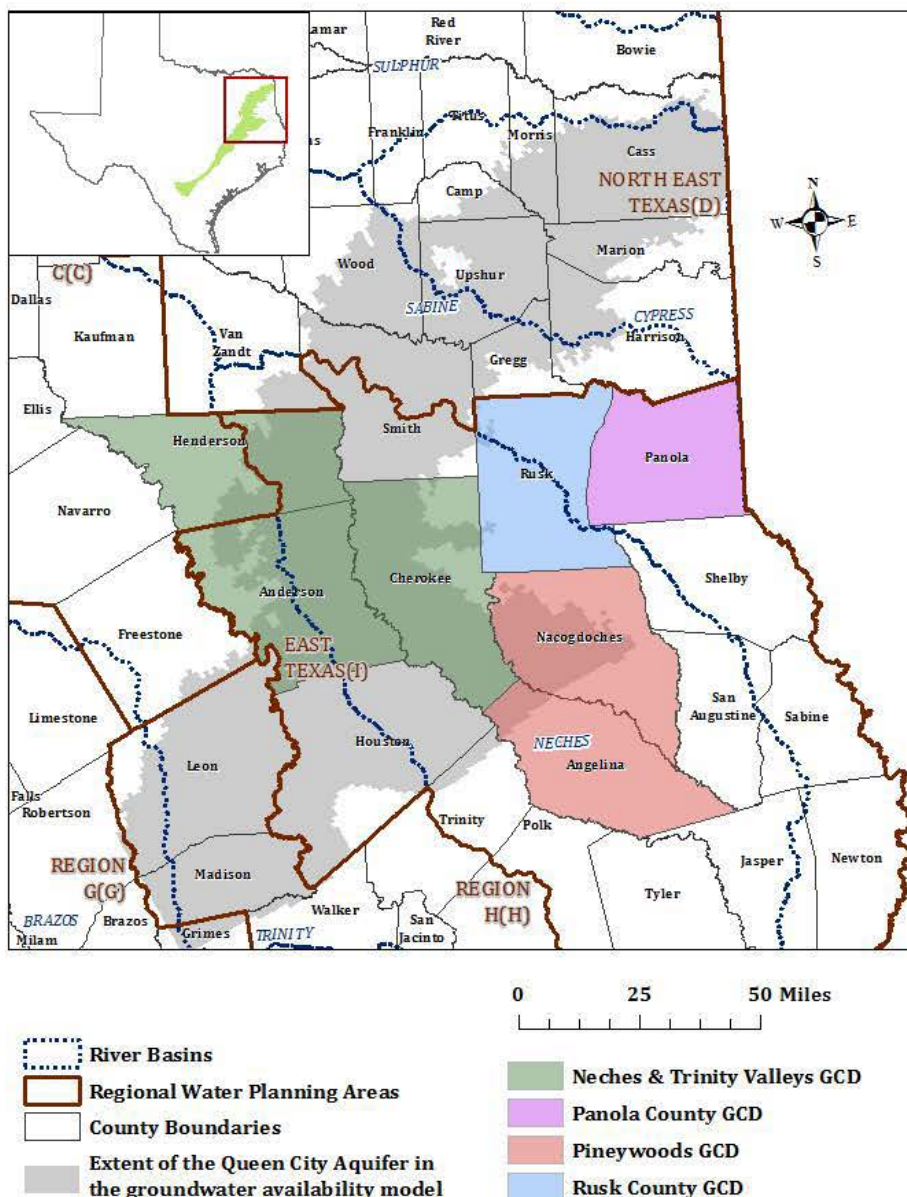 amar
Red
River
Bowie
SULPHUR
Titus
Franklin
Morris
as
Cass
NORTH EAST
TEXAS(D)
Camp
N
W
E
S
Marion
Wood
Upshur
C(C)
Dallas
SABINE
CYPRESS
Harrison
Kaufman
Van
Zandt
Gregg
Ellis
Smith
Henderson
Rusk
Panola
Navarro
Cherokee
Shelby
Anderson
Nacogdoches
Freestone
EAST
TEXAS(I)
San
Augustine
Sabine
Limestone
Houston
NECHES
Leon
Angelina
Falls
Robertson
Trinity
Polk
Jasper
Newton
REGION
G(G)
Madison
REGION
H(H)
Tyler
Walker
BRAZOS
Brazos
San
Jacinto
Milam
Grimes
TRINITY
0 25 50 Miles
River Basins
Regional Water Planning Areas
County Boundaries
Extent of the Queen City Aquifer in
the groundwater availability model
Neches & Trinity Valleys GCD
Panola County GCD
Pineywoods GCD
Rusk County GCD